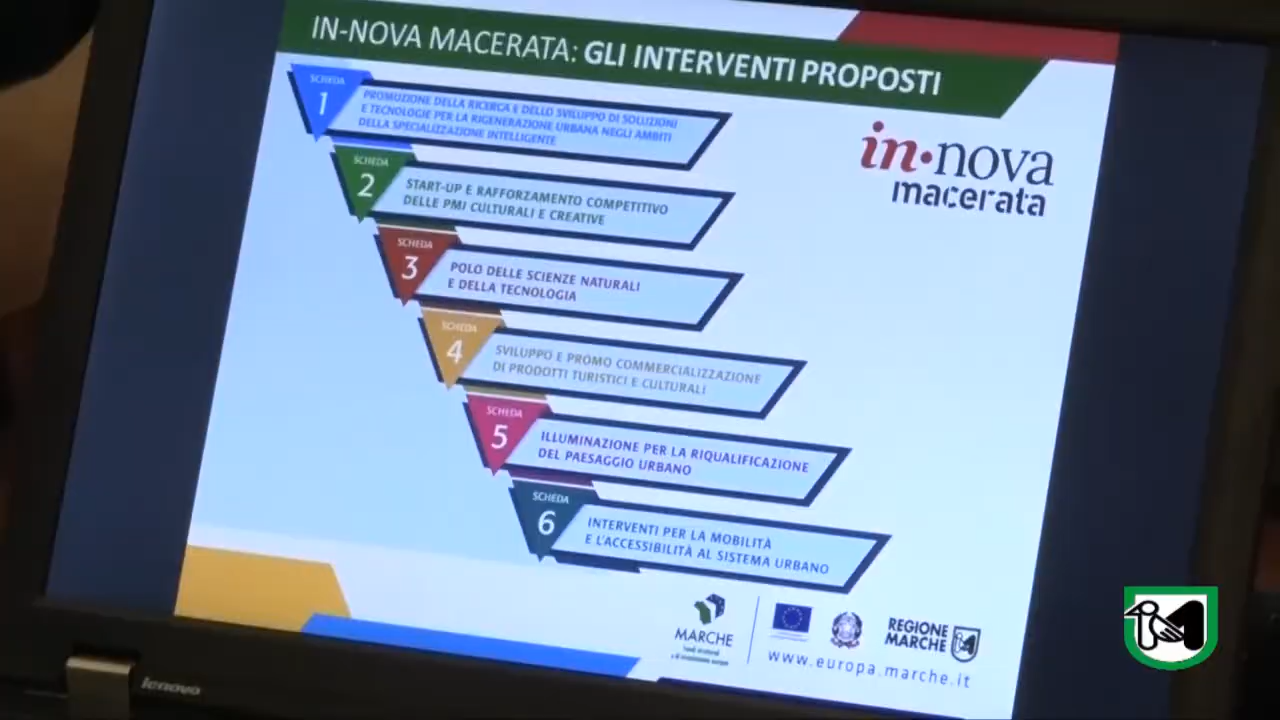 IN-NOVA MACERATA: GLI INTERVENTI PROPOSTI
in·nova
macerata
SCHEDA
1
PROMOZIONE DELLA RICERCA E DELLO SVILUPPO DI SOLUZIONI
E TECNOLOGIE PER LA RIGENERAZIONE URBANA NEGLI AMBITI
DELLA SPECIALIZZAZIONE INTELLIGENTE
SCHEDA
2
START-UP E RAFFORZAMENTO COMPETITIVO
DELLE PMI CULTURALI E CREATIVE
SCHEDA
3
POLO DELLE SCIENZE NATURALI
E DELLA TECNOLOGIA
SCHEDA
4
SVILUPPO E PROMO COMMERCIALIZZAZIONE
DI PRODOTTI TURISTICI E CULTURALI
SCHEDA
5
ILLUMINAZIONE PER LA RIQUALIFICAZIONE
DEL PAESAGGIO URBANO
SCHEDA
6
INTERVENTI PER LA MOBILITÀ
E L'ACCESSIBILITÀ AL SISTEMA URBANO
MARCHE
REGIONE
MARCHE
www.europa.marche.it
lenovo